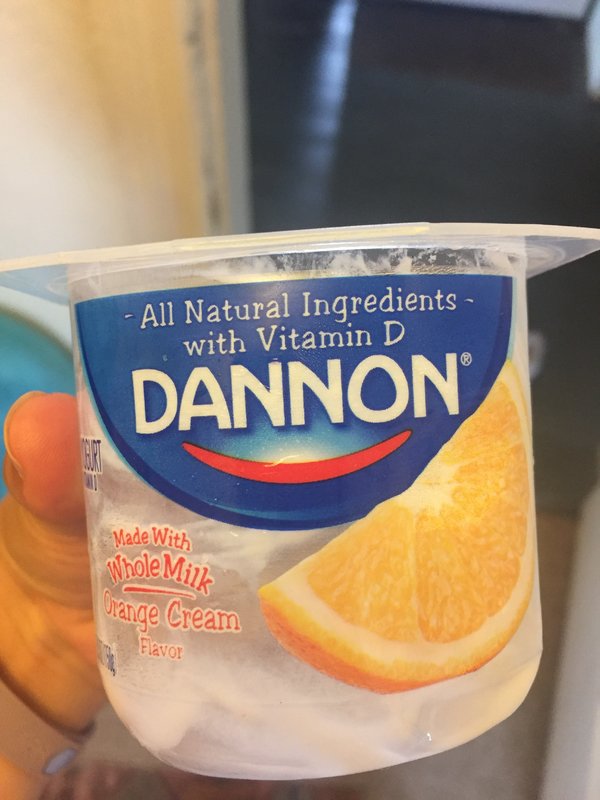 - All Natural Ingredients -
with Vitamin D
DANNON®
Made With
Whole Milk
Orange Cream
Flavor